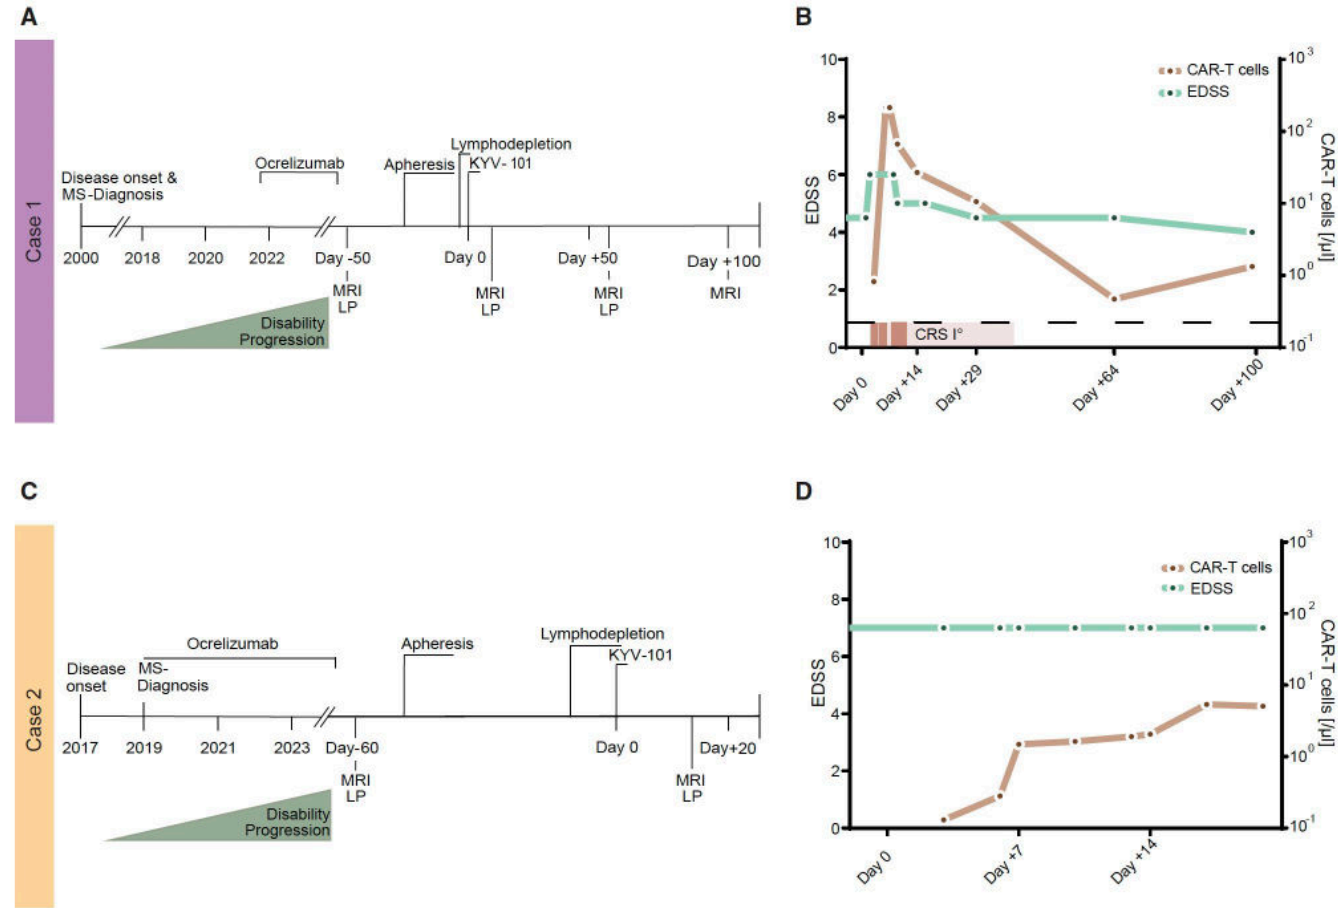 A
Case 1
Disease onset &
MS-Diagnosis
Ocrelizumab
Apheresis
Lymphodepletion
KYV- 101
2000
2018
2020
2022
Day -50
Day 0
Day +50
Day +100
MRI
LP
MRI
LP
MRI
LP
MRI
Disability
Progression
B
10
8
6
4
2
0
EDSS
CAR-T cells
EDSS
10³
10²
10¹
10⁰
10⁻¹
CAR-T cells [/µl]
CRS I°
Day 0
Day +14
Day +29
Day +64
Day +100
C
Case 2
Disease
onset
MS-
Diagnosis
Ocrelizumab
Apheresis
Lymphodepletion
KYV-101
2017
2019
2021
2023
Day-60
Day 0
Day+20
MRI
LP
MRI
LP
Disability
Progression
D
10
8
6
4
2
0
EDSS
CAR-T cells
EDSS
10³
10²
10¹
10⁰
10⁻¹
CAR-T cells [/µl]
Day 0
Day +7
Day +14